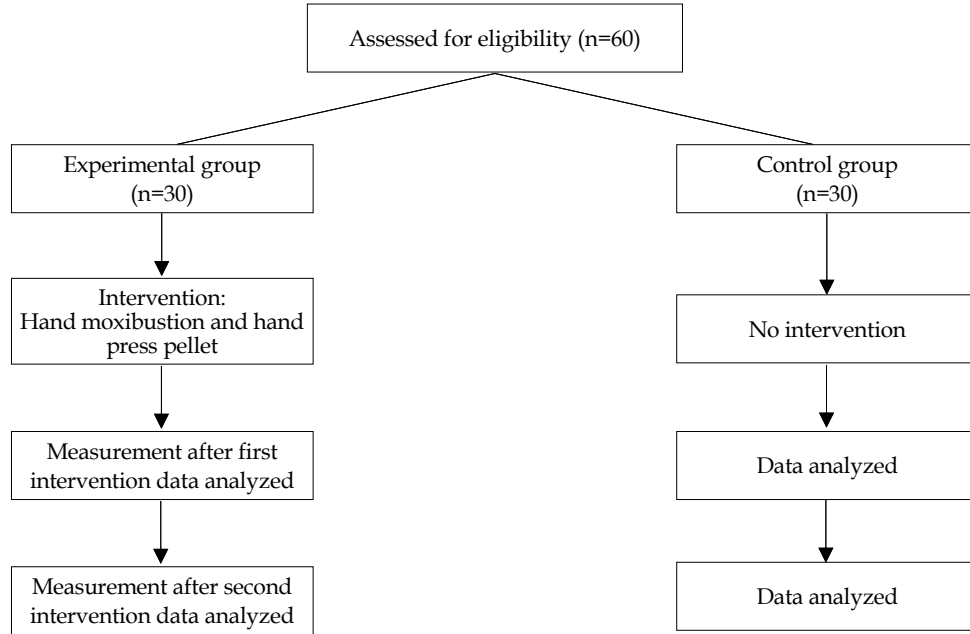 Assessed for eligibility (n=60)
Experimental group
(n=30)
Control group
(n=30)
Intervention:
Hand moxibustion and hand
press pellet
No intervention
Measurement after first
intervention data analyzed
Data analyzed
Measurement after second
intervention data analyzed
Data analyzed